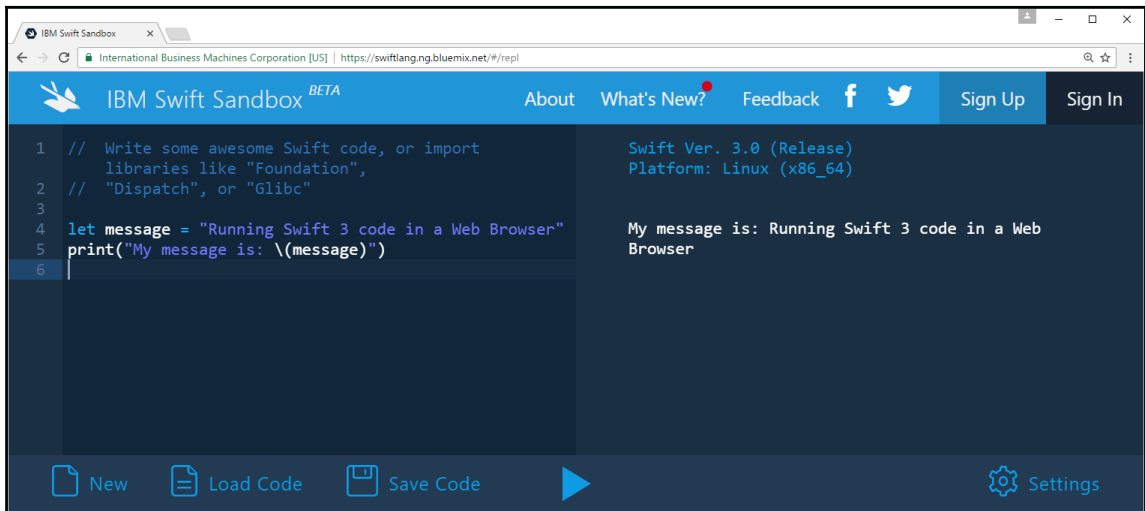 IBM Swift Sandbox
International Business Machines Corporation [US] | https://swiftlang.ng.bluemix.net/#/repl
IBM Swift Sandbox BETA
About What's New? Feedback f Sign Up Sign In
1 // Write some awesome Swift code, or import
libraries like "Foundation",
2 // "Dispatch", or "Glibc"
3
4 let message = "Running Swift 3 code in a Web Browser"
5 print("My message is: \(message)")
6
Swift Ver. 3.0 (Release)
Platform: Linux (x86_64)
My message is: Running Swift 3 code in a Web
Browser
New Load Code Save Code Settings